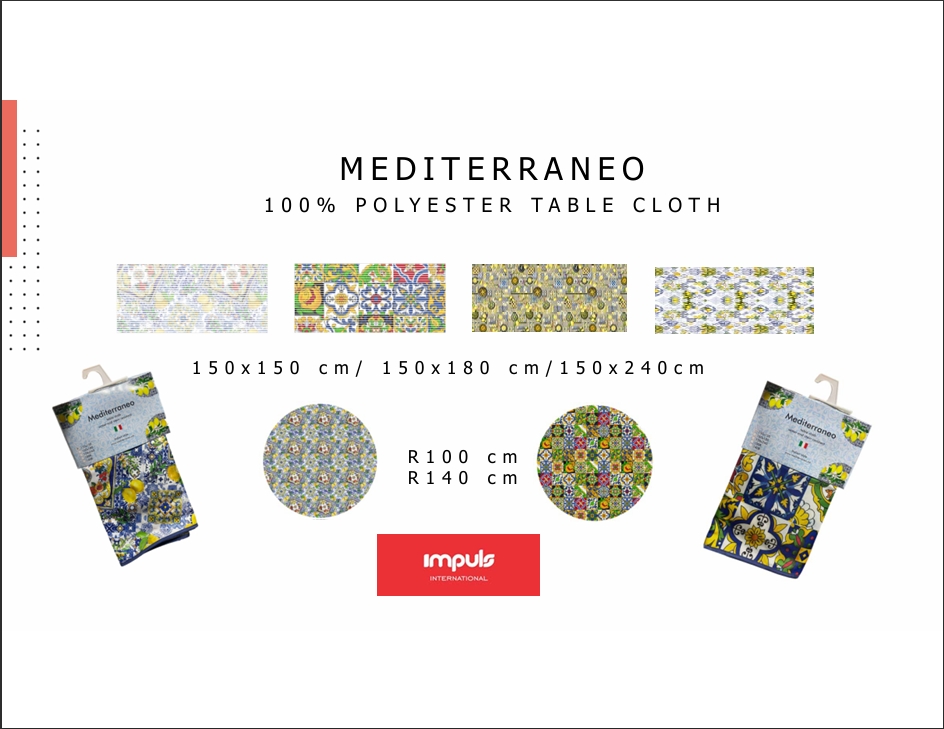 MEDITERRANEO
100% POLYESTER TABLE CLOTH
150x150 cm/ 150x180 cm/150x240cm
Mediterraneo
Mediterraneo
R100 cm
R140 cm
impuls
INTERNATIONAL